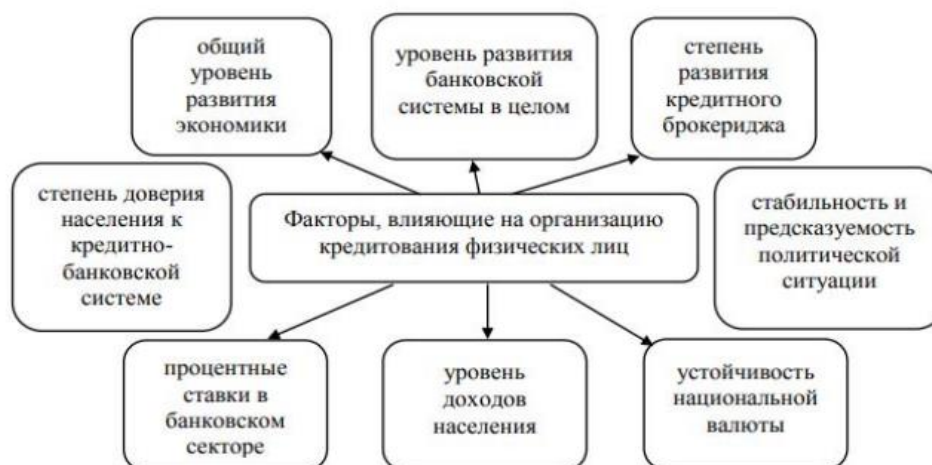 общий
уровень
развития
экономики
уровень развития
банковской
системы в целом
степень
развития
кредитного
брокериджа
степень доверия
населения к
кредитно-
банковской
системе
Факторы, влияющие на организацию
кредитования физических лиц
стабильность и
предсказуемость
политической
ситуации
процентные
ставки в
банковском
секторе
уровень
доходов
населения
устойчивость
национальной
валюты